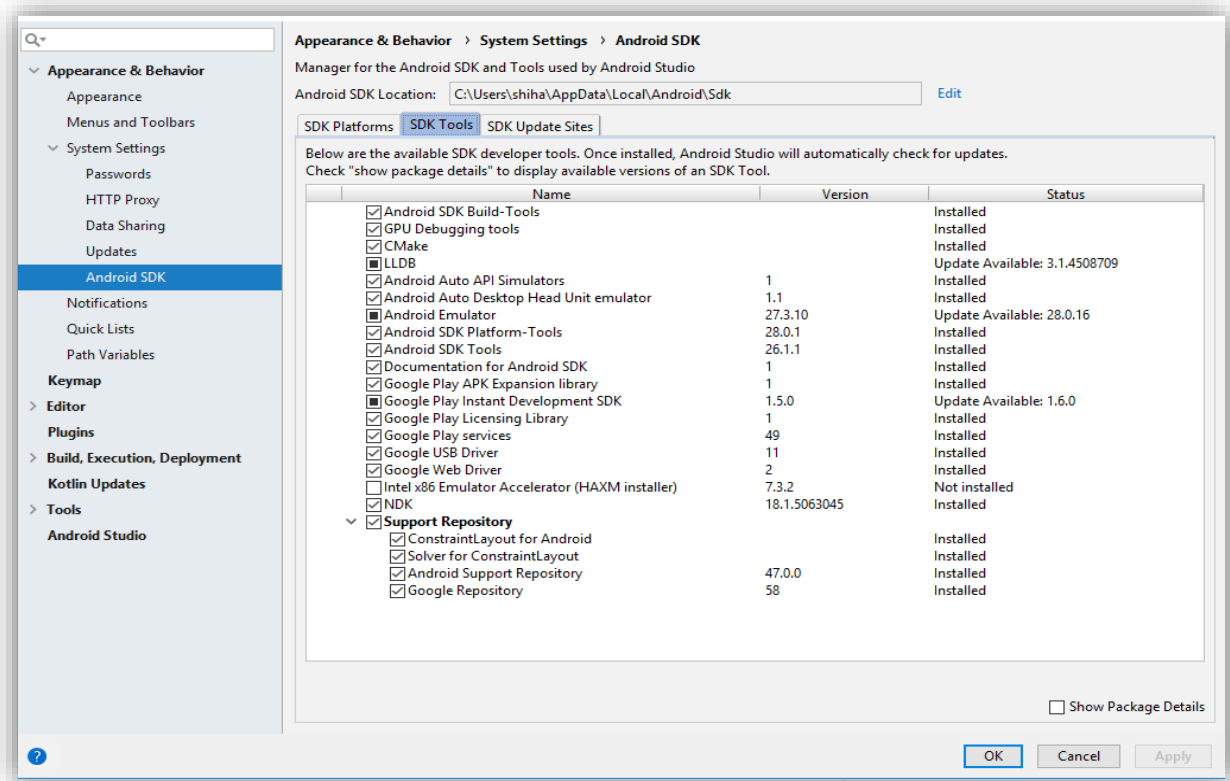 Appearance & Behavior
Appearance
Menus and Toolbars
System Settings
Passwords
HTTP Proxy
Data Sharing
Updates
Android SDK
Notifications
Quick Lists
Path Variables
Keymap
Editor
Plugins
Build, Execution, Deployment
Kotlin Updates
Tools
Android Studio
Appearance & Behavior > System Settings > Android SDK
Manager for the Android SDK and Tools used by Android Studio
Android SDK Location: C:\Users\shiha\AppData\Local\Android\Sdk Edit
SDK Platforms SDK Tools SDK Update Sites
Below are the available SDK developer tools. Once installed, Android Studio will automatically check for updates.
Check "show package details" to display available versions of an SDK Tool.
Name Version Status
Android SDK Build-Tools Installed
GPU Debugging tools Installed
CMake Installed
LLDB Update Available: 3.1.4508709
Android Auto API Simulators 1 Installed
Android Auto Desktop Head Unit emulator 1.1 Installed
Android Emulator 27.3.10 Update Available: 28.0.16
Android SDK Platform-Tools 28.0.1 Installed
Android SDK Tools 26.1.1 Installed
Documentation for Android SDK 1 Installed
Google Play APK Expansion library 1 Installed
Google Play Instant Development SDK 1.5.0 Update Available: 1.6.0
Google Play Licensing Library 1 Installed
Google Play services 49 Installed
Google USB Driver 11 Installed
Google Web Driver 2 Installed
Intel x86 Emulator Accelerator (HAXM installer) 7.3.2 Not installed
NDK 18.1.5063045 Installed
Support Repository
ConstraintLayout for Android Installed
Solver for ConstraintLayout Installed
Android Support Repository 47.0.0 Installed
Google Repository 58 Installed
Show Package Details
? OK Cancel Apply